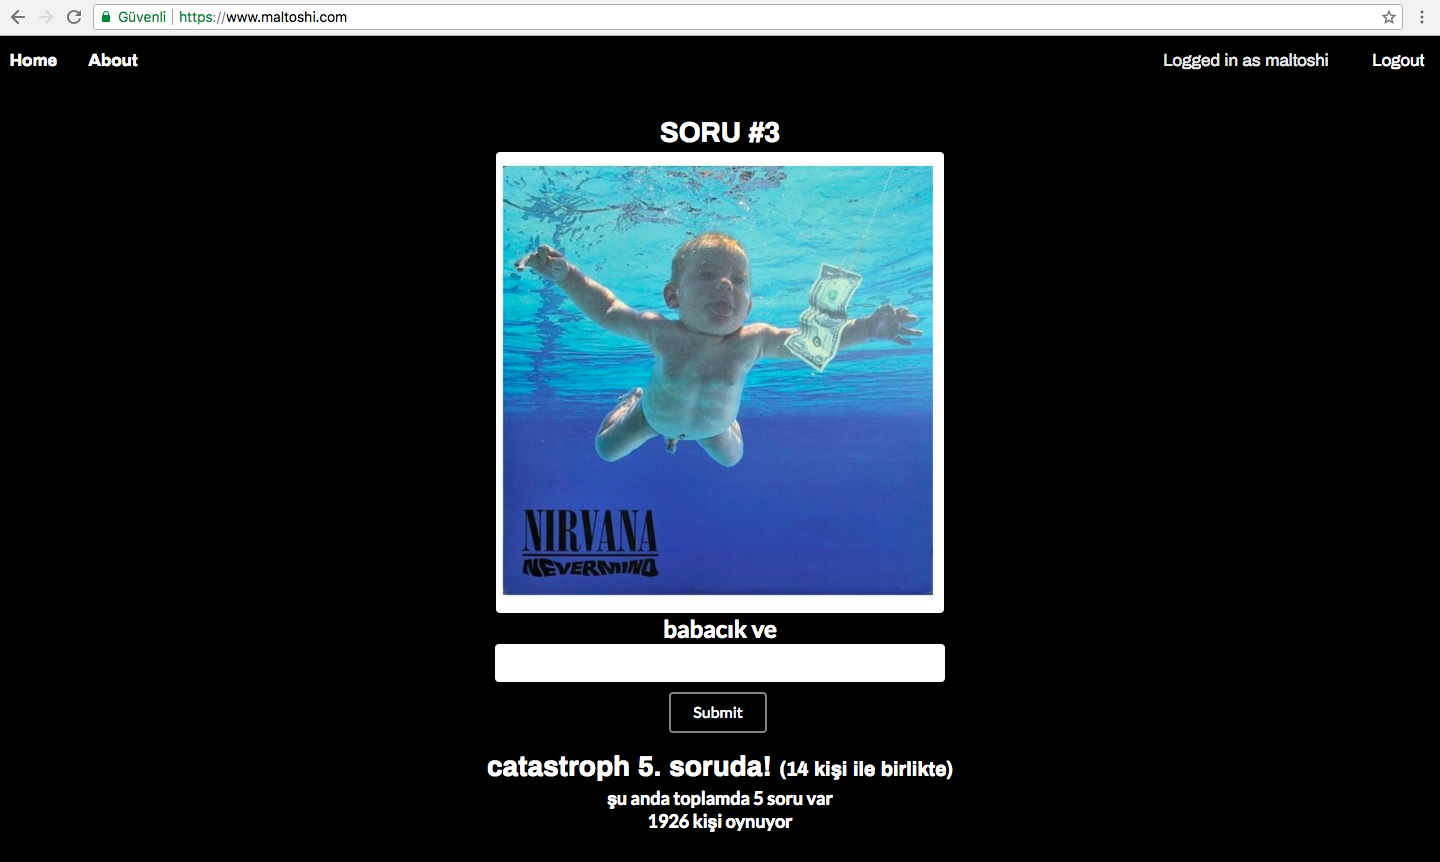 Güvenli https://www.maltoshi.com
Home About Logged in as maltoshi Logout
SORU #3
NIRVANA
NEVERMIND
babacık ve
Submit
catastroph 5. soruda! (14 kişi ile birlikte)
şu anda toplamda 5 soru var
1926 kişi oynuyor